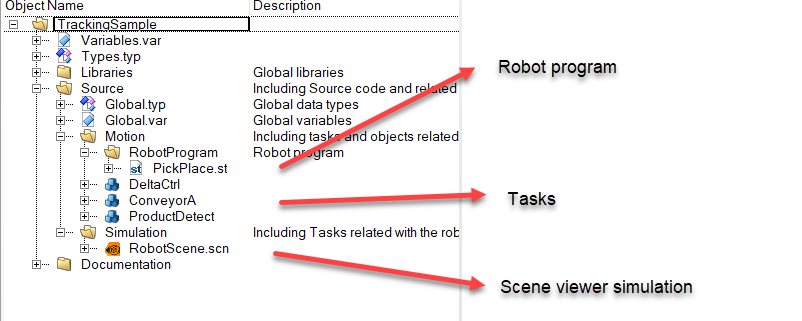 Object Name Description
TrackingSample
Variables.var
Types.typ
Libraries Global libraries
Source Including Source code and related
Global.typ Global data types
Global.var Global variables
Motion Including tasks and objects related
RobotProgram Robot program
st PickPlace.st
DeltaCtrl
ConveyorA
ProductDetect
Simulation Including Tasks related with the rob
RobotScene.scn
Documentation
Robot program
Tasks
Scene viewer simulation